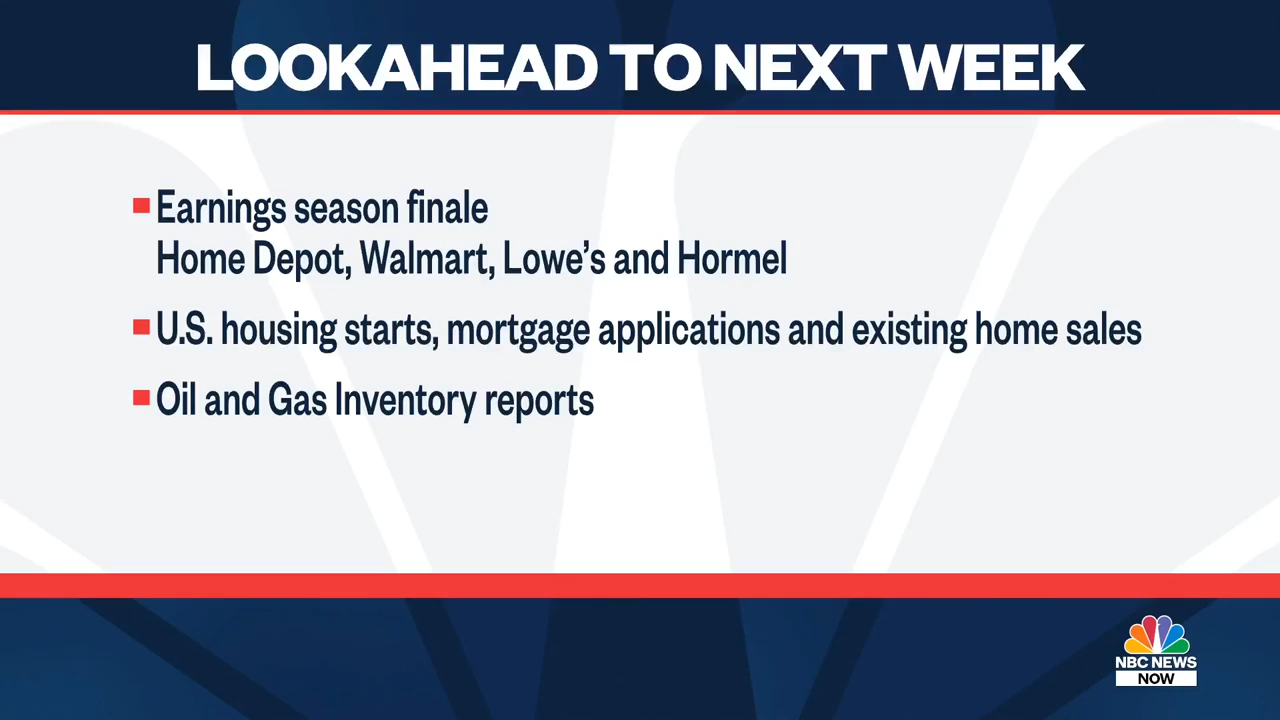 LOOKAHEAD TO NEXT WEEK
Earnings season finale
Home Depot, Walmart, Lowe’s and Hormel
U.S. housing starts, mortgage applications and existing home sales
Oil and Gas Inventory reports
NBC NEWS
NOW